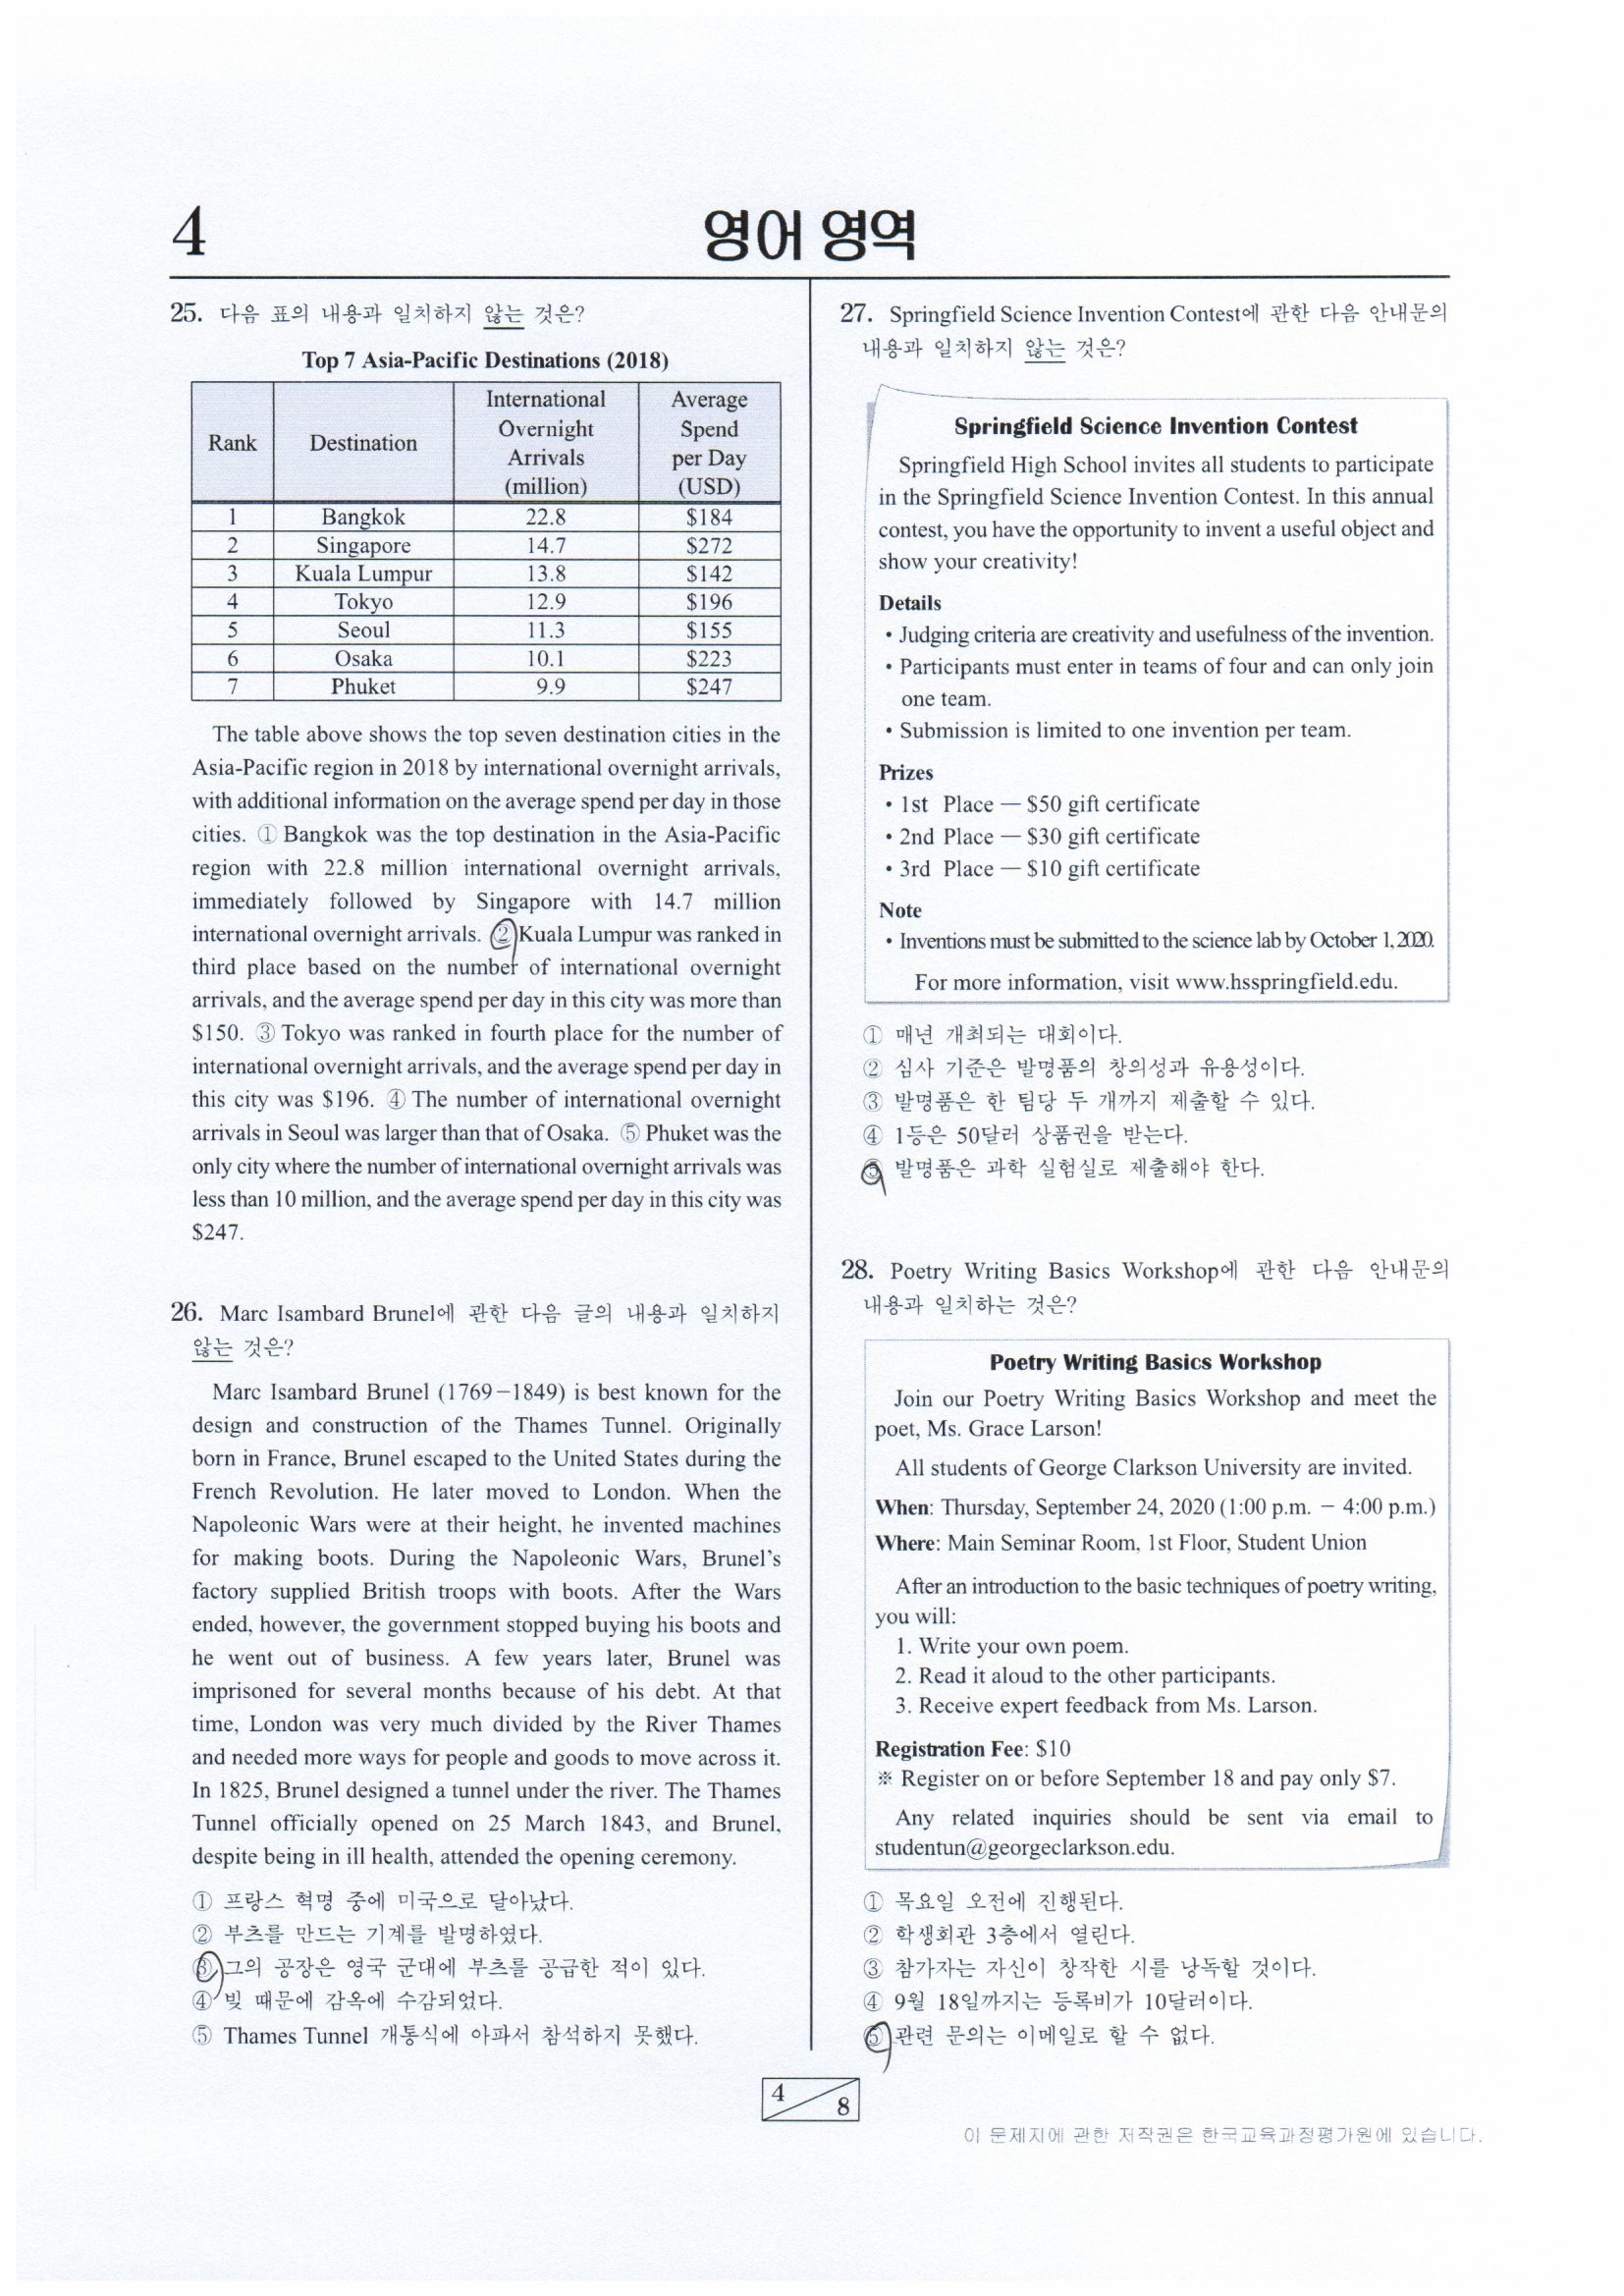 4
영어 영역
25. 다음 표의 내용과 일치하지 않는 것은?
Top 7 Asia-Pacific Destinations (2018)
Rank Destination International Overnight Arrivals (million) Average Spend per Day (USD)
1 Bangkok 22.8 $184
2 Singapore 14.7 $272
3 Kuala Lumpur 13.8 $142
4 Tokyo 12.9 $196
5 Seoul 11.3 $155
6 Osaka 10.1 $223
7 Phuket 9.9 $247
The table above shows the top seven destination cities in the
Asia-Pacific region in 2018 by international overnight arrivals,
with additional information on the average spend per day in those
cities. ① Bangkok was the top destination in the Asia-Pacific
region with 22.8 million international overnight arrivals,
immediately followed by Singapore with 14.7 million
international overnight arrivals. ② Kuala Lumpur was ranked in
third place based on the number of international overnight
arrivals, and the average spend per day in this city was more than
$150. ③ Tokyo was ranked in fourth place for the number of
international overnight arrivals, and the average spend per day in
this city was $196. ④ The number of international overnight
arrivals in Seoul was larger than that of Osaka. ⑤ Phuket was the
only city where the number of international overnight arrivals was
less than 10 million, and the average spend per day in this city was
$247.
26. Marc Isambard Brunel에 관한 다음 글의 내용과 일치하지
않는 것은?
Marc Isambard Brunel (1769－1849) is best known for the
design and construction of the Thames Tunnel. Originally
born in France, Brunel escaped to the United States during the
French Revolution. He later moved to London. When the
Napoleonic Wars were at their height, he invented machines
for making boots. During the Napoleonic Wars, Brunel's
factory supplied British troops with boots. After the Wars
ended, however, the government stopped buying his boots and
he went out of business. A few years later, Brunel was
imprisoned for several months because of his debt. At that
time, London was very much divided by the River Thames
and needed more ways for people and goods to move across it.
In 1825, Brunel designed a tunnel under the river. The Thames
Tunnel officially opened on 25 March 1843, and Brunel,
despite being in ill health, attended the opening ceremony.
① 프랑스 혁명 중에 미국으로 달아났다.
② 부츠를 만드는 기계를 발명하였다.
③ 그의 공장은 영국 군대에 부츠를 공급한 적이 있다.
④ 빚 때문에 감옥에 수감되었다.
⑤ Thames Tunnel 개통식에 아파서 참석하지 못했다.
27. Springfield Science Invention Contest에 관한 다음 안내문의
내용과 일치하지 않는 것은?
Springfield Science Invention Contest
Springfield High School invites all students to participate
in the Springfield Science Invention Contest. In this annual
contest, you have the opportunity to invent a useful object and
show your creativity!
Details
• Judging criteria are creativity and usefulness of the invention.
• Participants must enter in teams of four and can only join
one team.
• Submission is limited to one invention per team.
Prizes
• 1st Place — $50 gift certificate
• 2nd Place — $30 gift certificate
• 3rd Place — $10 gift certificate
Note
• Inventions must be submitted to the science lab by October 1, 2020.
For more information, visit www.hsspringfield.edu.
① 매년 개최되는 대회이다.
② 심사 기준은 발명품의 창의성과 유용성이다.
③ 발명품은 한 팀당 두 개까지 제출할 수 있다.
④ 1등은 50달러 상품권을 받는다.
⑤ 발명품은 과학 실험실로 제출해야 한다.
28. Poetry Writing Basics Workshop에 관한 다음 안내문의
내용과 일치하는 것은?
Poetry Writing Basics Workshop
Join our Poetry Writing Basics Workshop and meet the
poet, Ms. Grace Larson!
All students of George Clarkson University are invited.
When: Thursday, September 24, 2020 (1:00 p.m. － 4:00 p.m.)
Where: Main Seminar Room, 1st Floor, Student Union
After an introduction to the basic techniques of poetry writing,
you will:
1. Write your own poem.
2. Read it aloud to the other participants.
3. Receive expert feedback from Ms. Larson.
Registration Fee: $10
※ Register on or before September 18 and pay only $7.
Any related inquiries should be sent via email to
studentun@georgeclarkson.edu.
① 목요일 오전에 진행된다.
② 학생회관 3층에서 열린다.
③ 참가자는 자신이 창작한 시를 낭독할 것이다.
④ 9월 18일까지는 등록비가 10달러이다.
⑤ 관련 문의는 이메일로 할 수 없다.
4 8
이 문제지에 관한 저작권은 한국교육과정평가원에 있습니다.